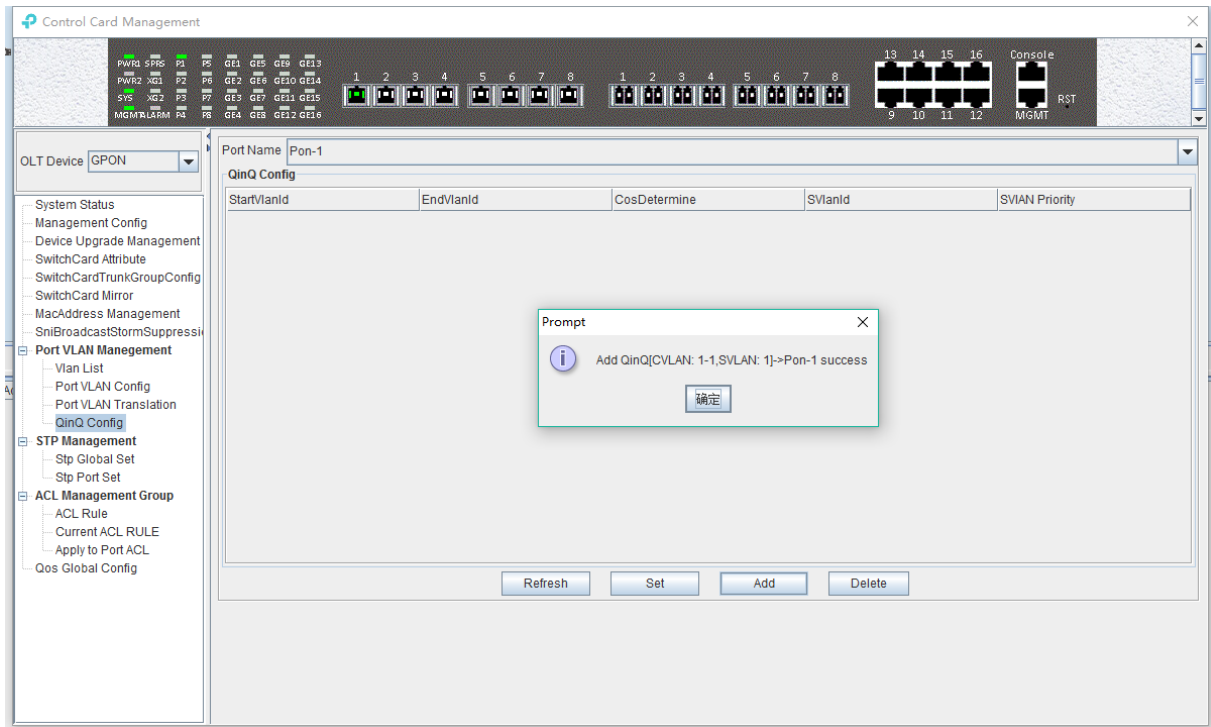 Control Card Management
PWR1 SPRS P1 P5 GE1 GE5 GE9 GE13
PWR2 XG1 P2 P6 GE2 GE6 GE10 GE14
SYS XG2 P3 P7 GE3 GE7 GE11 GE15
MGMT ALARM P4 P8 GE4 GE8 GE12 GE16
1 2 3 4 5 6 7 8 1 2 3 4 5 6 7 8
13 14 15 16 Console
RST
9 10 11 12 MGMT
OLT Device GPON
Port Name Pon-1
QinQ Config
StartVlanId EndVlanId CosDetermine SVlanId SVlAN Priority
System Status
Management Config
Device Upgrade Management
SwitchCard Attribute
SwitchCardTrunkGroupConfig
SwitchCard Mirror
MacAddress Management
SniBroadcastStormSuppressi
Port VLAN Manegement
Vlan List
Port VLAN Config
Port VLAN Translation
QinQ Config
STP Management
Stp Global Set
Stp Port Set
ACL Management Group
ACL Rule
Current ACL RULE
Apply to Port ACL
Qos Global Config
Prompt
Add QinQ[CVLAN: 1-1,SVLAN: 1]->Pon-1 success
确定
Refresh Set Add Delete